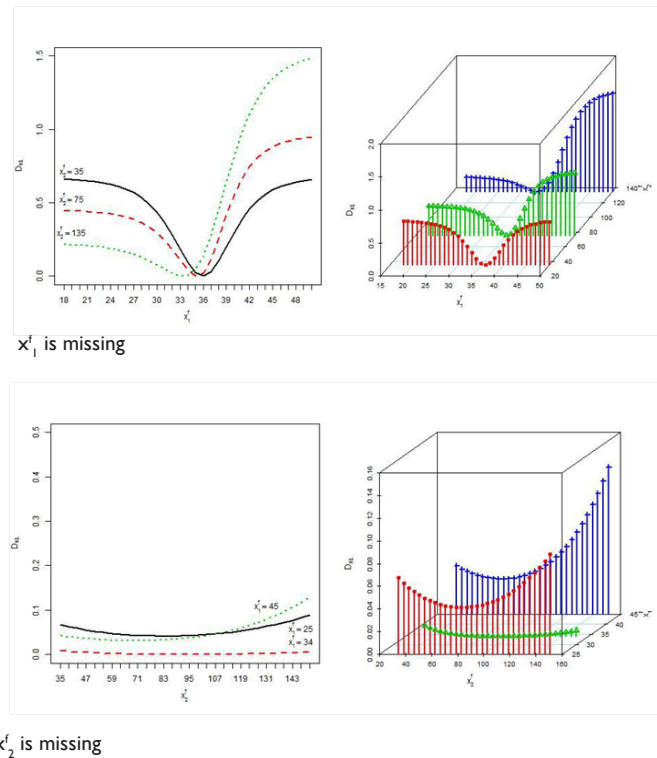 1.5
1.0
0.5
0.0
D_KL
x^f_2 = 35
x^f_2 = 75
x^f_2 = 135
18 21 24 27 30 33 36 39 42 45 48
x^f_1
2.0
1.5
1.0
0.5
0.0
D_KL
15 20 25 30 35 40 45 50
x^f_1
20
40
60
80
100
120
140
x^f_2
x^f_1 is missing
0.5
0.4
0.3
0.2
0.1
0.0
D_KL
x^f_1 = 45
x^f_1 = 25
x^f_1 = 34
35 47 59 71 83 95 107 119 131 143
x^f_2
0.16
0.14
0.12
0.10
0.08
0.06
0.04
0.02
0.00
D_KL
20 40 60 80 100 120 140 160
x^f_2
25
30
35
40
45
x^f_1
x^f_2 is missing